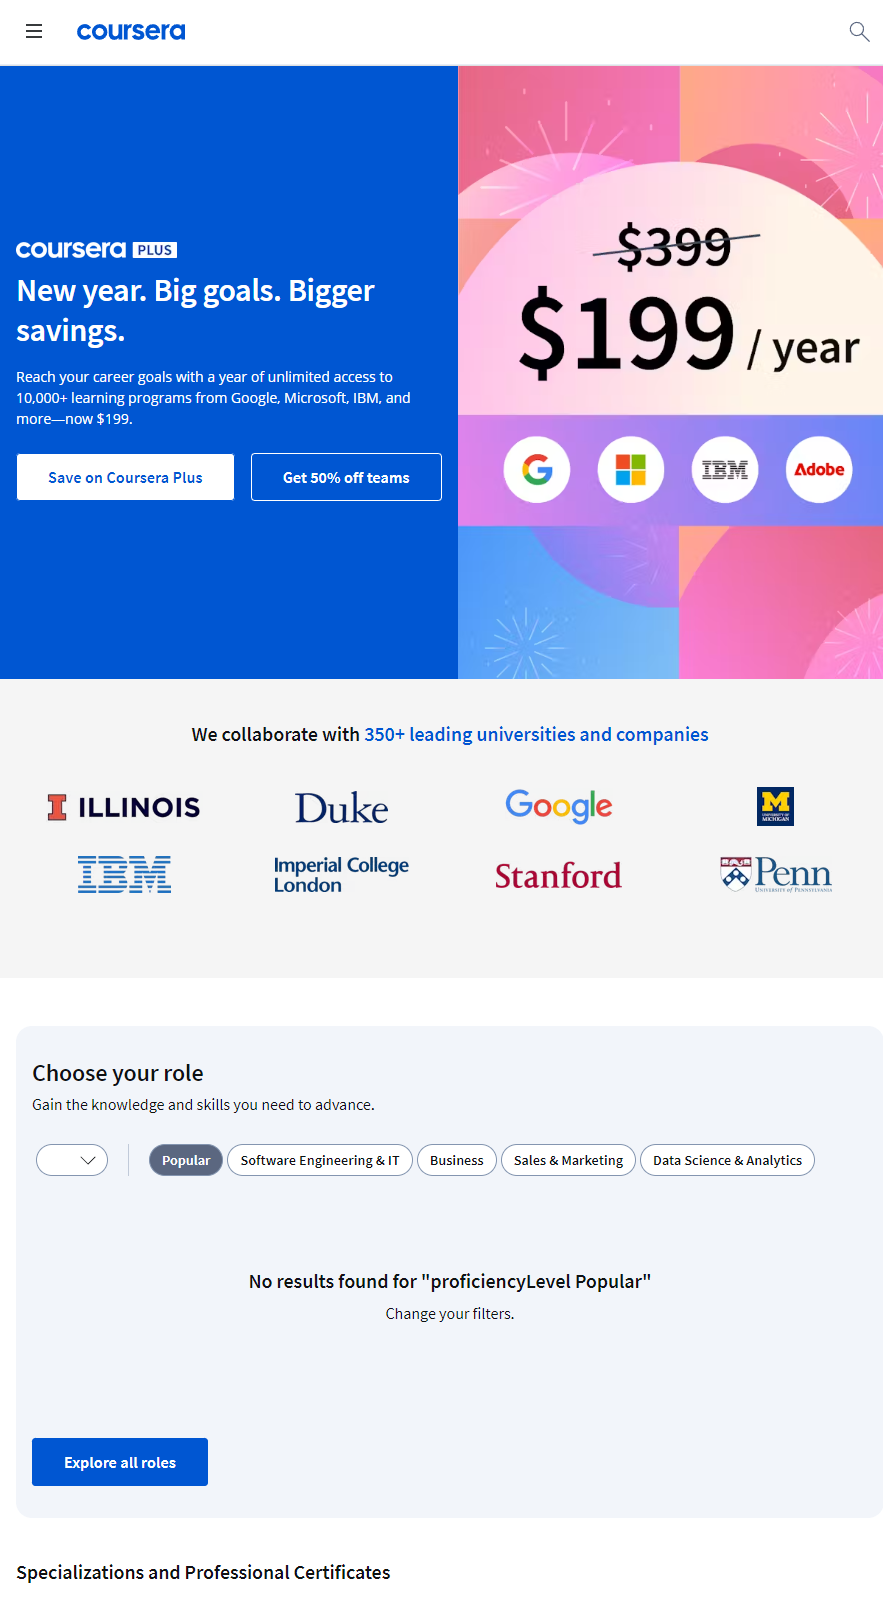 coursera
coursera PLUS
New year. Big goals. Bigger
savings.
Reach your career goals with a year of unlimited access to
10,000+ learning programs from Google, Microsoft, IBM, and
more—now $199.
Save on Coursera Plus
Get 50% off teams
$399
$199 / year
G
IBM
Adobe
We collaborate with 350+ leading universities and companies
I ILLINOIS
Duke
Google
M
UNIVERSITY OF
MICHIGAN
IBM
Imperial College
London
Stanford
Penn
UNIVERSITY OF PENNSYLVANIA
Choose your role
Gain the knowledge and skills you need to advance.
Popular
Software Engineering & IT
Business
Sales & Marketing
Data Science & Analytics
No results found for "proficiencyLevel Popular"
Change your filters.
Explore all roles
Specializations and Professional Certificates